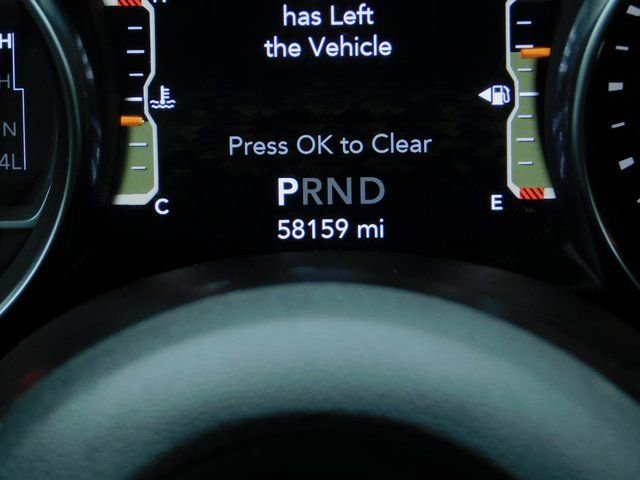 has Left
the Vehicle
H
H
N
4L
Press OK to Clear
PRND
C
E
58159 mi